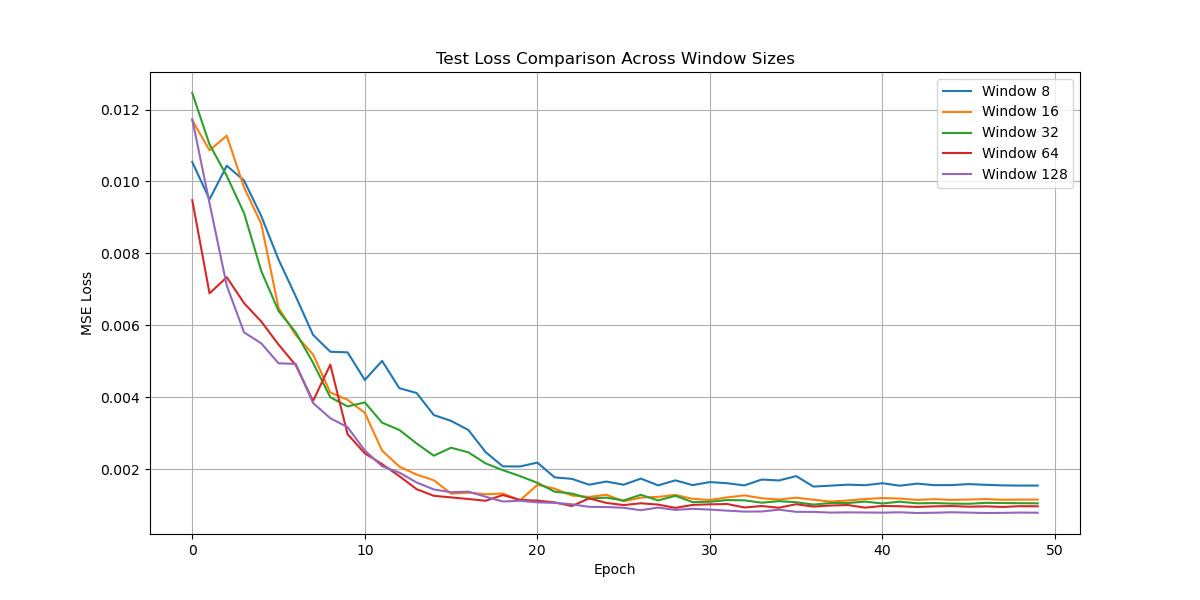 Test Loss Comparison Across Window Sizes
0.012
0.010
0.008
0.006
0.004
0.002
MSE Loss
Window 8
Window 16
Window 32
Window 64
Window 128
0 10 20 30 40 50
Epoch